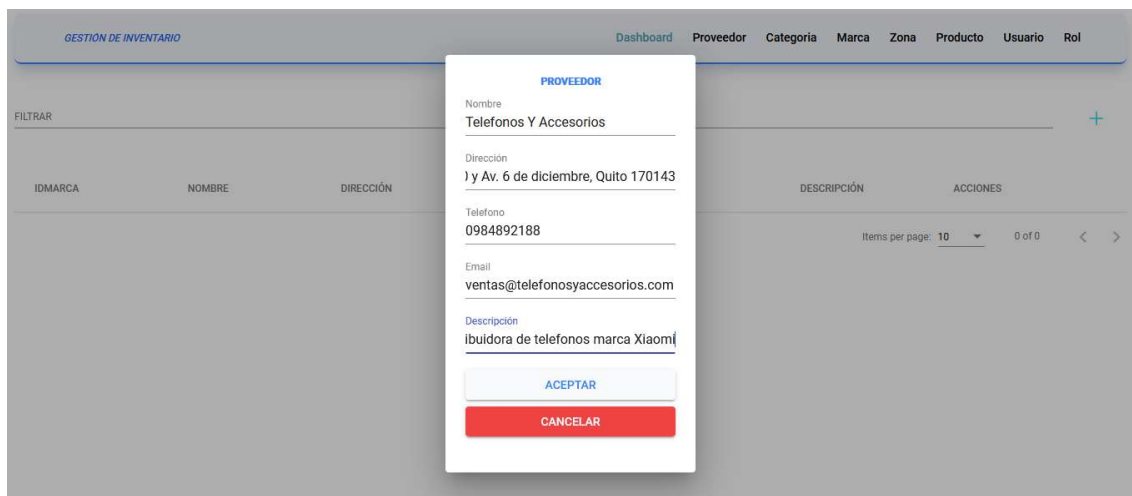 GESTIÓN DE INVENTARIO Dashboard Proveedor Categoria Marca Zona Producto Usuario Rol
PROVEEDOR
Nombre
Telefonos Y Accesorios
FILTRAR
Dirección
y Av. 6 de diciembre, Quito 170143
IDMARCA NOMBRE DIRECCIÓN DESCRIPCIÓN ACCIONES
Telefono
0984892188
Items per page: 10 0 of 0
Email
ventas@telefonosyaccesorios.com
Descripción
ibuidora de telefonos marca Xiaomi
ACEPTAR
CANCELAR